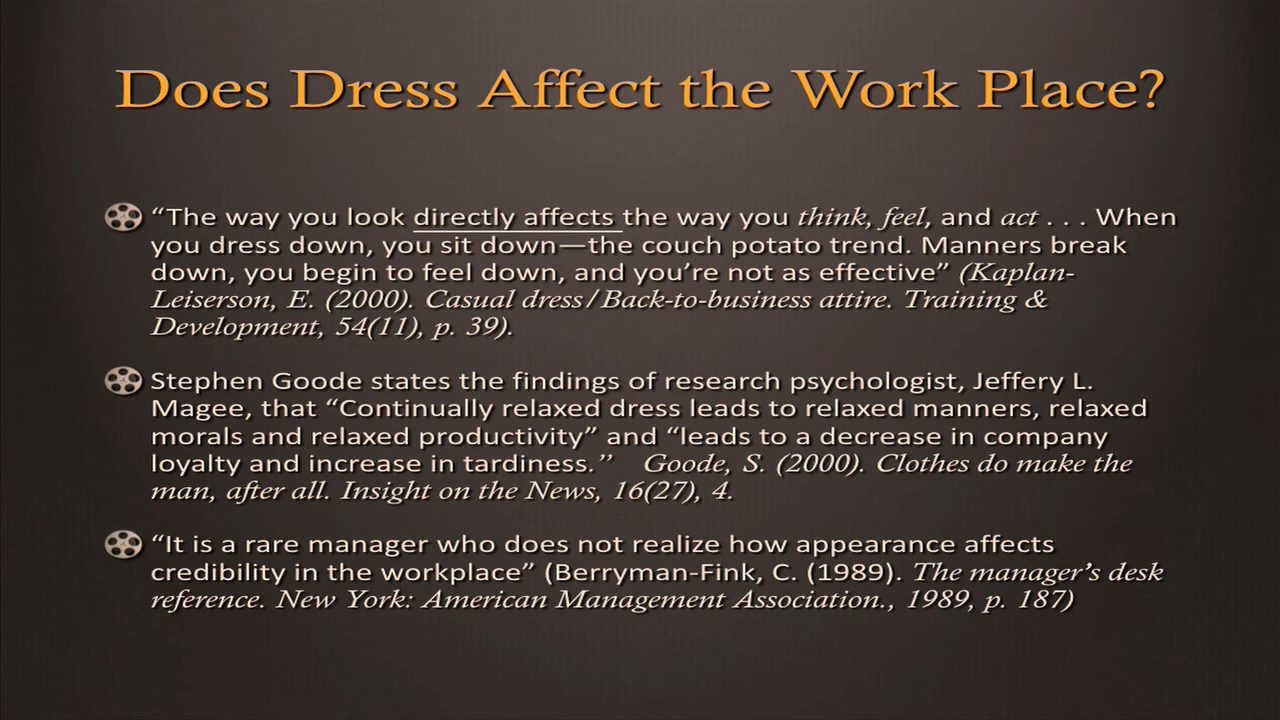 Does Dress Affect the Work Place?
“The way you look directly affects the way you think, feel, and act . . . When
you dress down, you sit down—the couch potato trend. Manners break
down, you begin to feel down, and you’re not as effective” (Kaplan-
Leiserson, E. (2000). Casual dress/Back-to-business attire. Training &
Development, 54(11), p. 39).
Stephen Goode states the findings of research psychologist, Jeffery L.
Magee, that “Continually relaxed dress leads to relaxed manners, relaxed
morals and relaxed productivity” and “leads to a decrease in company
loyalty and increase in tardiness.’’ Goode, S. (2000). Clothes do make the
man, after all. Insight on the News, 16(27), 4.
“It is a rare manager who does not realize how appearance affects
credibility in the workplace” (Berryman-Fink, C. (1989). The manager’s desk
reference. New York: American Management Association., 1989, p. 187)